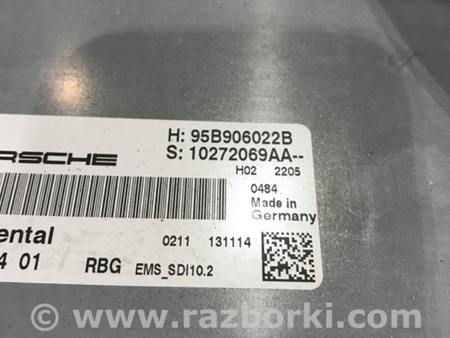 H: 95B906022B
RSCHE S: 10272069AA--
H02 2205
0484
Made in
Germany
ental
0211 131114
4 01 RBG EMS_SDI10.2
© www.razborki.com